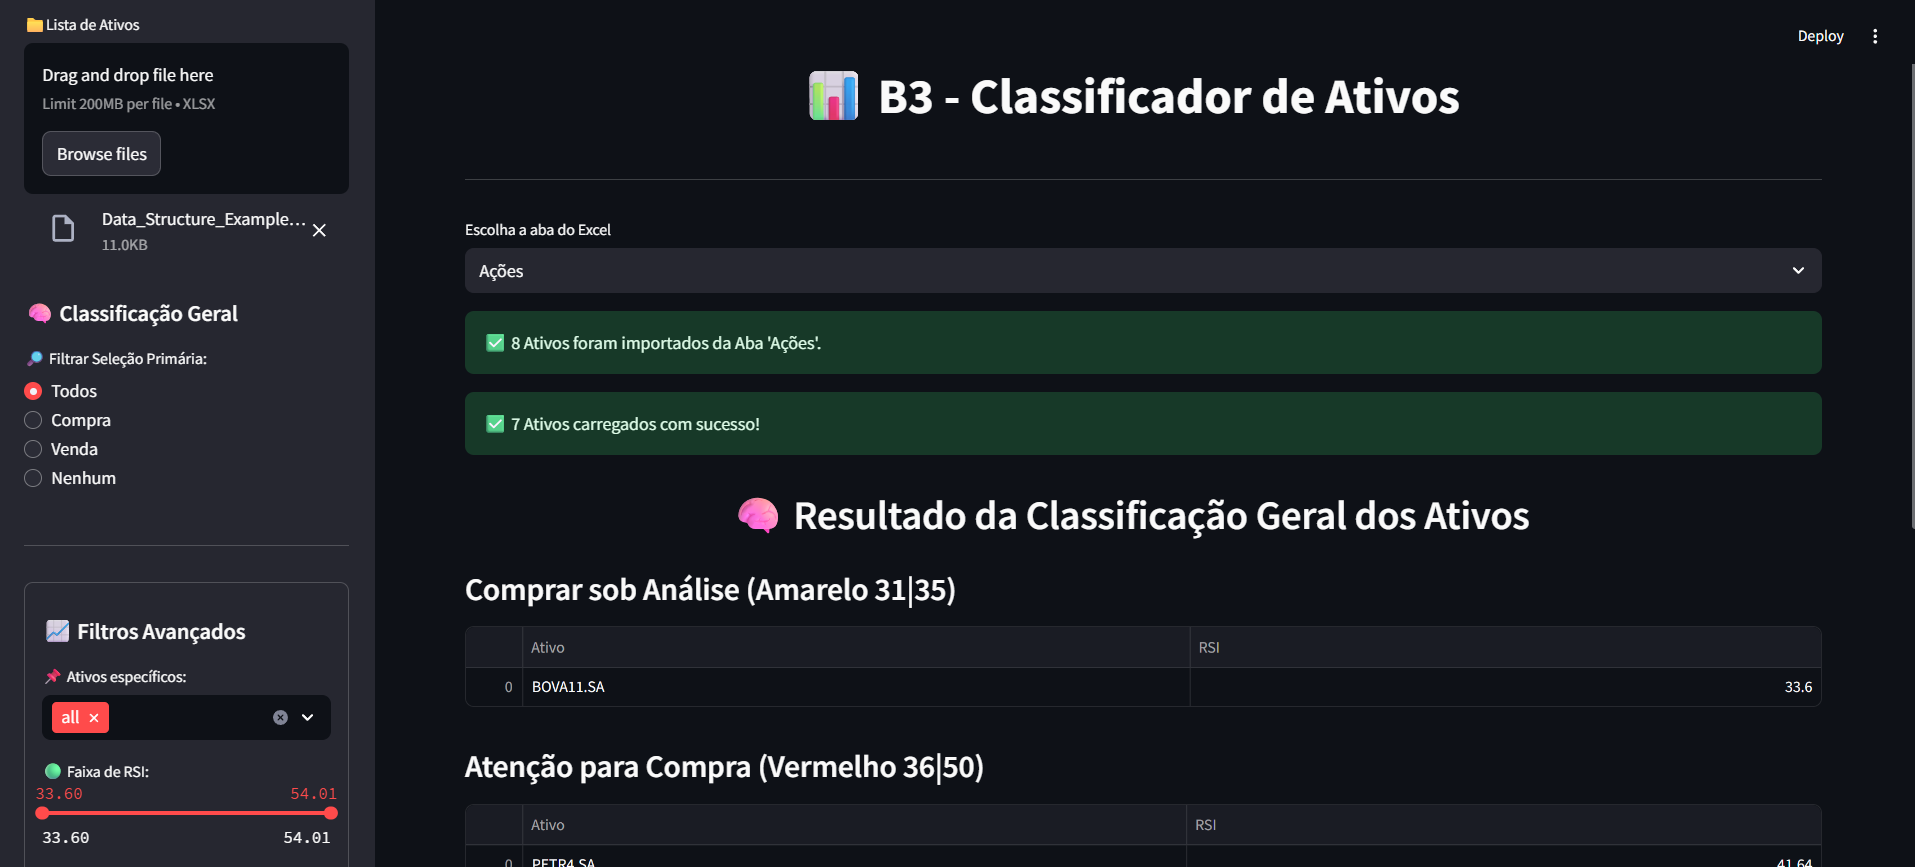 Lista de Ativos
Drag and drop file here
Limit 200MB per file • XLSX
Browse files
Data_Structure_Example...
11.0KB
Classificação Geral
Filtrar Seleção Primária:
Todos
Compra
Venda
Nenhum
Filtros Avançados
Ativos específicos:
all
Faixa de RSI:
33.60 54.01
33.60 54.01
Deploy
B3 - Classificador de Ativos
Escolha a aba do Excel
Ações
8 Ativos foram importados da Aba 'Ações'.
7 Ativos carregados com sucesso!
Resultado da Classificação Geral dos Ativos
Comprar sob Análise (Amarelo 31|35)
Ativo RSI
0 BOVA11.SA 33.6
Atenção para Compra (Vermelho 36|50)
Ativo RSI
0 PETR4.SA 41.64